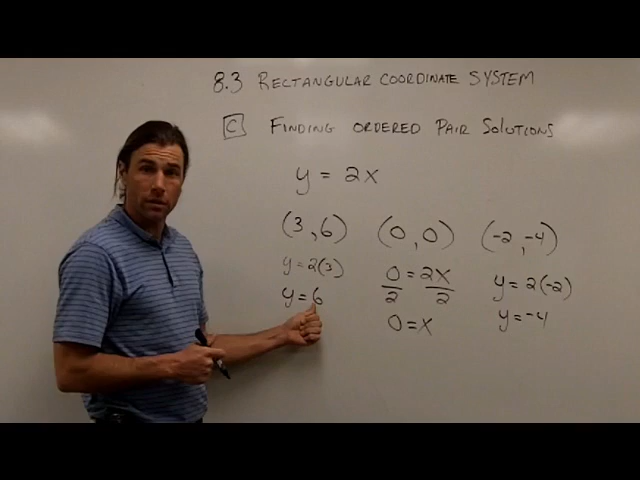 8.3 RECTANGULAR COORDINATE SYSTEM
C FINDING ORDERED PAIR SOLUTIONS
y = 2x
(3,6) (0,0) (-2,-4)
y=2(3) 0=2x y=2(-2)
2 2
y=6 0=x y=-4